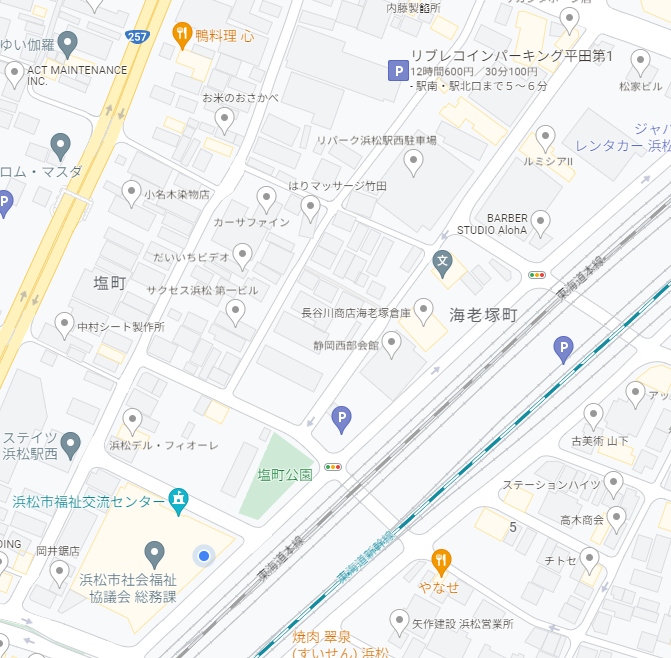 内藤製餡所
257
鴨料理 心
ACT MAINTENANCE
INC.
リブレコインパーキング平田第1
12時間600円／30分100円
- 駅南・駅北口まで５～６分
P
松家ビル
お米のおさかべ
リパーク浜松駅西駐車場
ルミシアII
ジャパ
レンタカー 浜松
ロム・マスダ
P
小名木染物店
はりマッサージ竹田
カーサファイン
BARBER
STUDIO AlohA
だいいちビデオ
文
東海道本線
塩町
サクセス浜松 第一ビル
長谷川商店海老塚倉庫
海老塚町
中村シート製作所
静岡西部会館
P
P
アッ
ステイツ
浜松駅西
浜松デル・フィオーレ
古美術 山下
塩町公園
ステーションハイツ
浜松市福祉交流センター
高木商会
5
DING
岡井鋸店
東海道本線
東海道新幹線
チトセ
浜松市社会福祉
協議会 総務課
やなせ
矢作建設 浜松営業所
焼肉 翠泉
(すいせん) 浜松